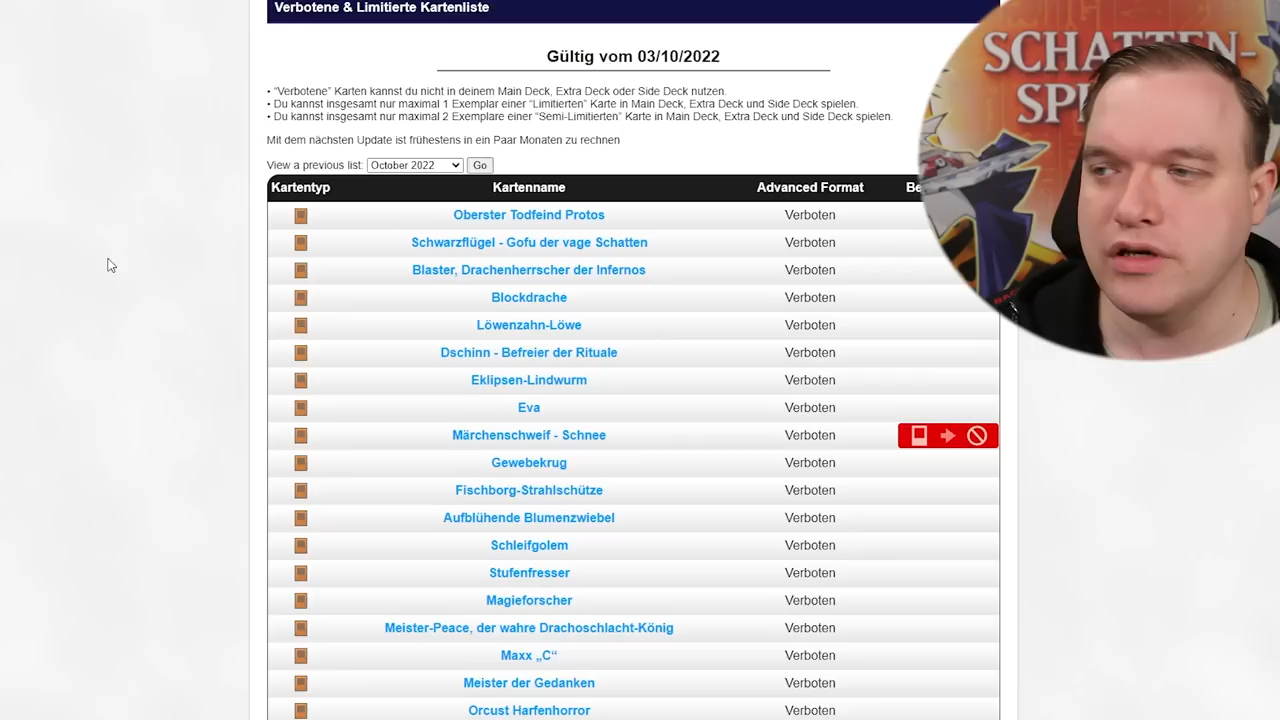 Verbotene & Limitierte Kartenliste
Gültig vom 03/10/2022
• "Verbotene" Karten kannst du nicht in deinem Main Deck, Extra Deck oder Side Deck nutzen.
• Du kannst insgesamt nur maximal 1 Exemplar einer “Limitierten” Karte in Main Deck, Extra Deck und Side Deck spielen.
• Du kannst insgesamt nur maximal 2 Exemplare einer “Semi-Limitierten” Karte in Main Deck, Extra Deck und Side Deck spielen.
Mit dem nächsten Update ist frühestens in ein Paar Monaten zu rechnen
View a previous list: October 2022 Go
Kartentyp Kartenname Advanced Format Be
Oberster Todfeind Protos Verboten
Schwarzflügel - Gofu der vage Schatten Verboten
Blaster, Drachenherrscher der Infernos Verboten
Blockdrache Verboten
Löwenzahn-Löwe Verboten
Dschinn - Befreier der Rituale Verboten
Eklipsen-Lindwurm Verboten
Eva Verboten
Märchenschweif - Schnee Verboten
Gewebekrug Verboten
Fischborg-Strahlschütze Verboten
Aufblühende Blumenzwiebel Verboten
Schleifgolem Verboten
Stufenfresser Verboten
Magieforscher Verboten
Meister-Peace, der wahre Drachoschlacht-König Verboten
Maxx „C“ Verboten
Meister der Gedanken Verboten
Orcust Harfenhorror Verboten
SCHATTEN-
SP